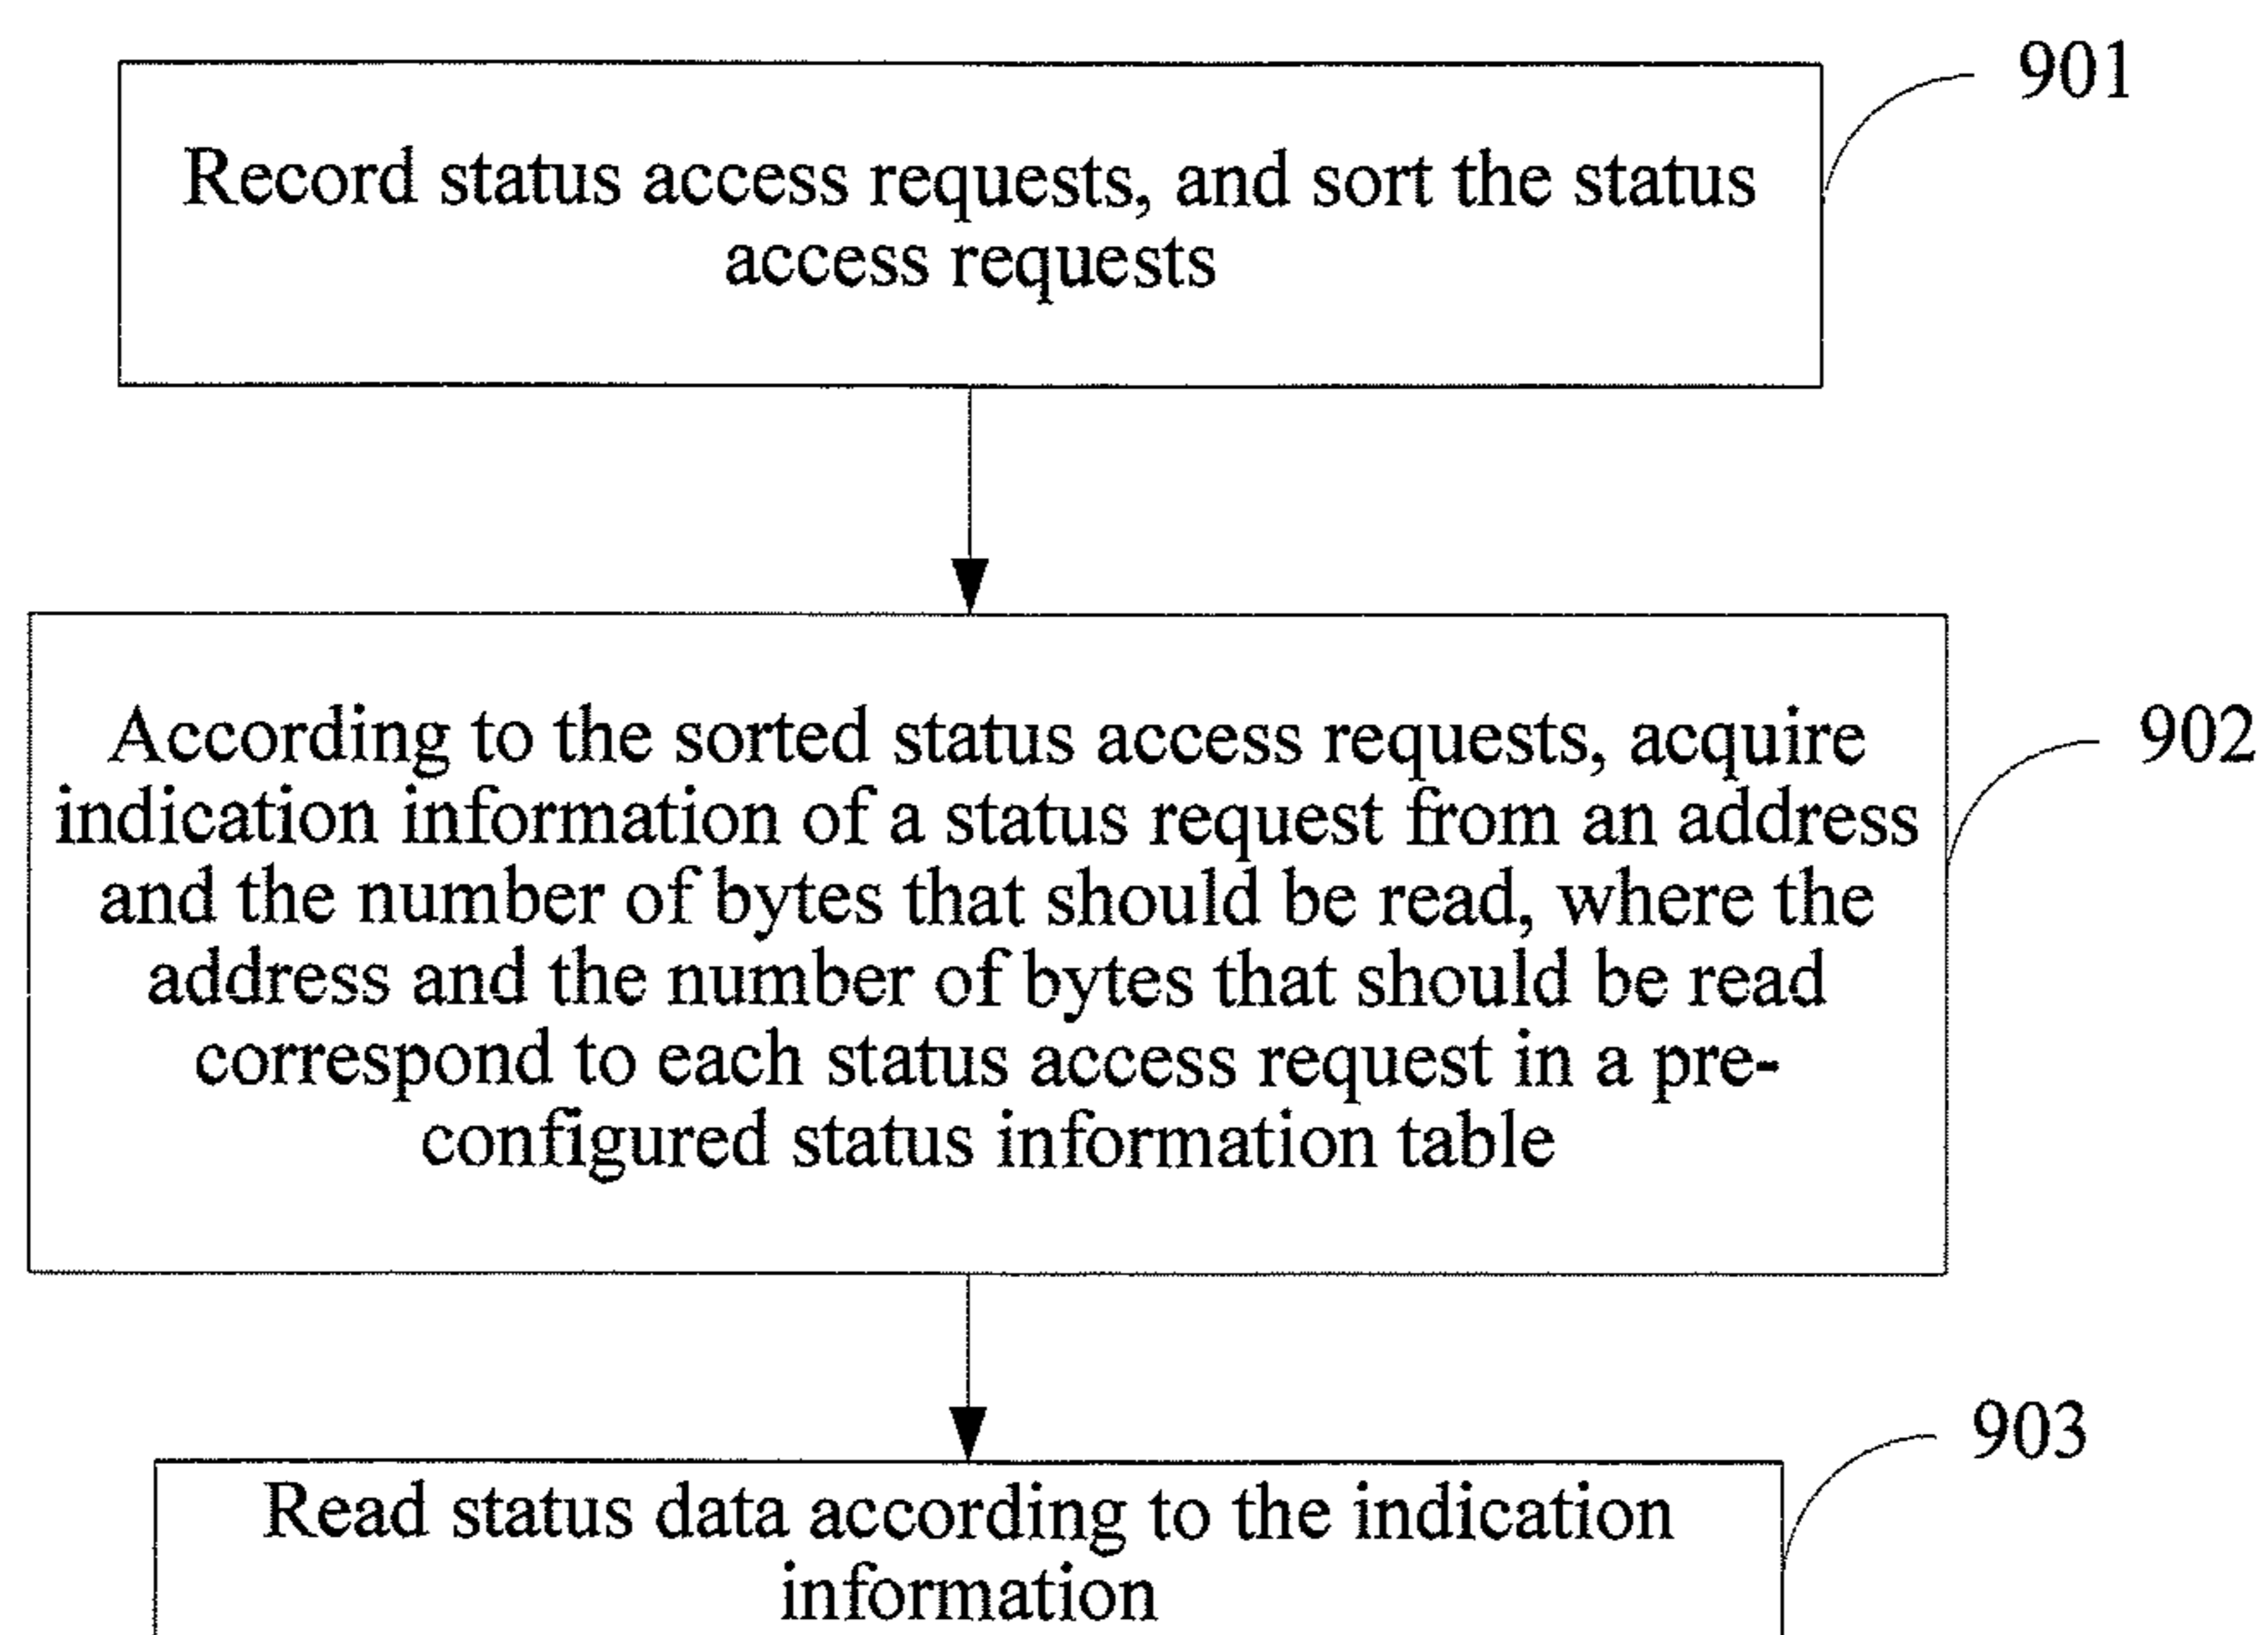 901
Record status access requests, and sort the status
access requests
According to the sorted status access requests, acquire
indication information of a status request from an address
and the number of bytes that should be read, where the
address and the number of bytes that should be read
correspond to each status access request in a pre-
configured status information table
902
903
Read status data according to the indication
information